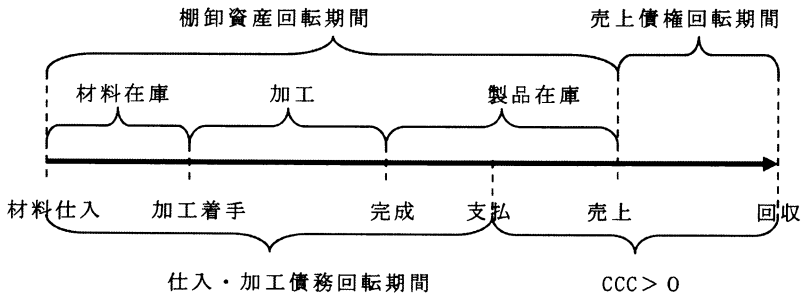 棚卸資産回転期間
売上債権回転期間
材料在庫
加工
製品在庫
材料仕入
加工着手
完成
支払
売上
回収
仕入・加工債務回転期間
CCC>0